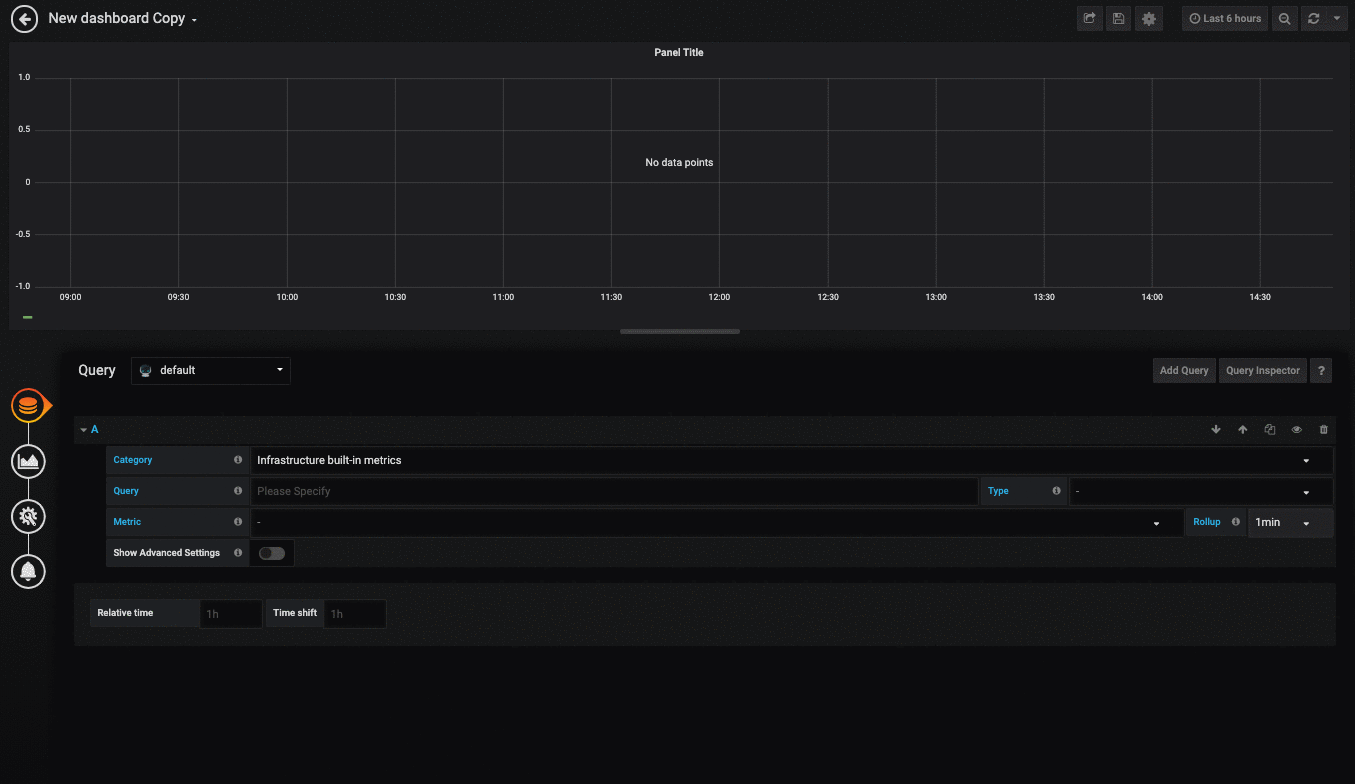 New dashboard Copy
Last 6 hours
Panel Title
1.0
0.5
No data points
0
-0.5
-1.0
09:00 09:30 10:00 10:30 11:00 11:30 12:00 12:30 13:00 13:30 14:00 14:30
Query default Add Query Query Inspector ?
A
Category Infrastructure built-in metrics
Query Please Specify Type -
Metric - Rollup 1min
Show Advanced Settings
Relative time 1h Time shift 1h